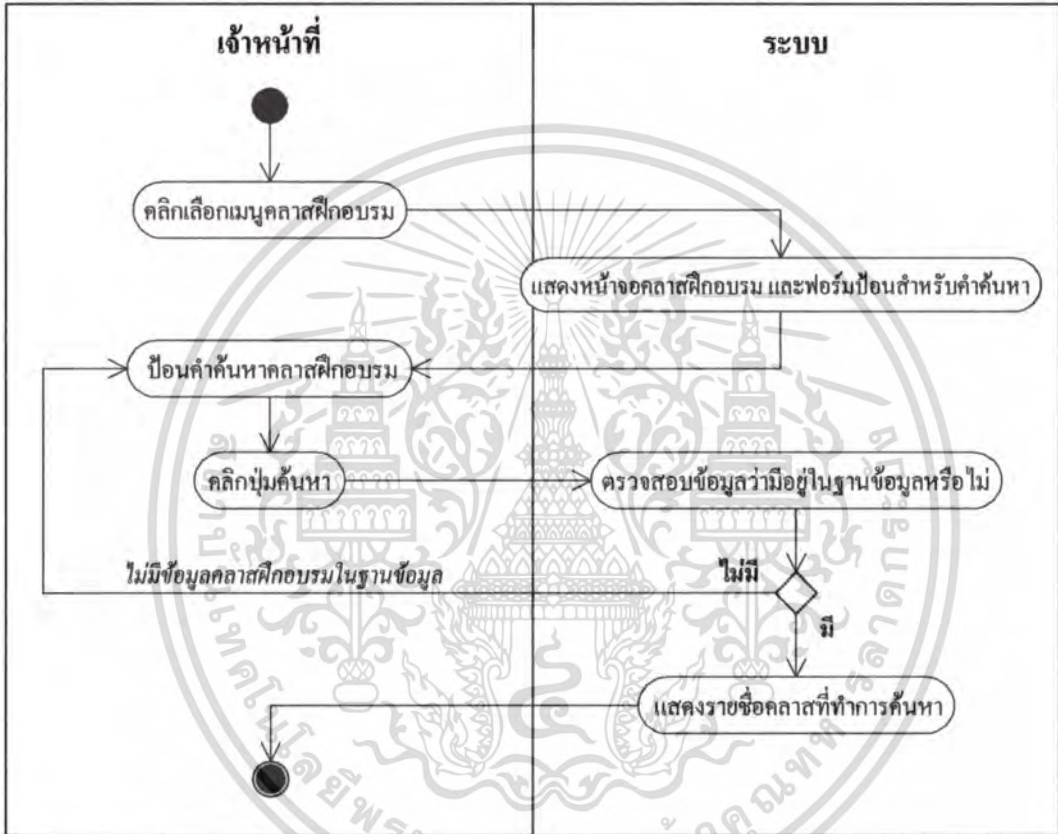 เจ้าหน้าที่
ระบบ
คลิกเลือกเมนูคลาสฝึกอบรม
แสดงหน้าจอคลาสฝึกอบรม และฟอร์มป้อนสำหรับคำค้นหา
ป้อนคำค้นหาคลาสฝึกอบรม
คลิกปุ่มค้นหา
ตรวจสอบข้อมูลว่ามีอยู่ในฐานข้อมูลหรือไม่
ไม่มีข้อมูลคลาสฝึกอบรมในฐานข้อมูล
ไม่มี
มี
แสดงรายชื่อคลาสที่ทำการค้นหา